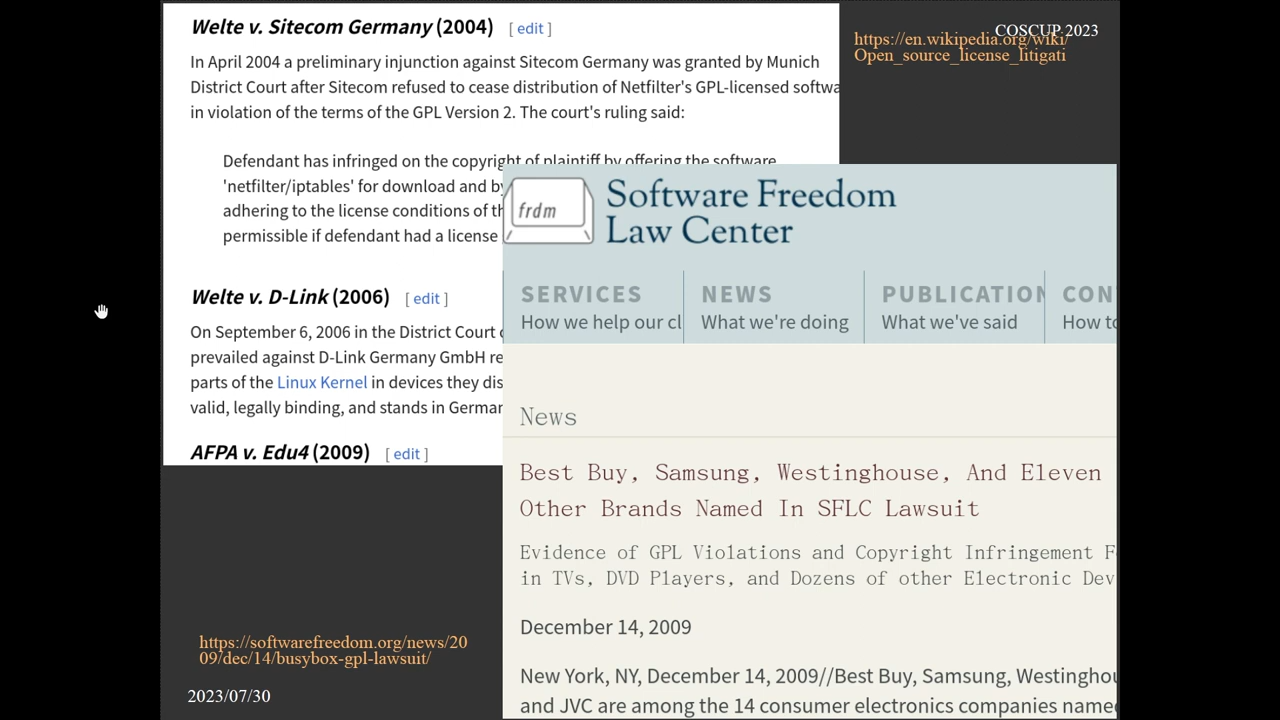 Welte v. Sitecom Germany (2004) [ edit ]
In April 2004 a preliminary injunction against Sitecom Germany was granted by Munich
District Court after Sitecom refused to cease distribution of Netfilter's GPL-licensed softwa
in violation of the terms of the GPL Version 2. The court's ruling said:
Defendant has infringed on the copyright of plaintiff by offering the software
'netfilter/iptables' for download and by
adhering to the license conditions of th
permissible if defendant had a license
Welte v. D-Link (2006) [ edit ]
On September 6, 2006 in the District Court o
prevailed against D-Link Germany GmbH re
parts of the Linux Kernel in devices they dis
valid, legally binding, and stands in German
AFPA v. Edu4 (2009) [ edit ]
COSCUP 2023
https://en.wikipedia.org/wiki/
Open_source_license_litigati
frdm
Software Freedom
Law Center
SERVICES
How we help our cl
NEWS
What we're doing
PUBLICATION
What we've said
CON
How to
News
Best Buy, Samsung, Westinghouse, And Eleven
Other Brands Named In SFLC Lawsuit
Evidence of GPL Violations and Copyright Infringement F
in TVs, DVD Players, and Dozens of other Electronic Dev
December 14, 2009
New York, NY, December 14, 2009//Best Buy, Samsung, Westinghou
and JVC are among the 14 consumer electronics companies named
https://softwarefreedom.org/news/20
09/dec/14/busybox-gpl-lawsuit/
2023/07/30